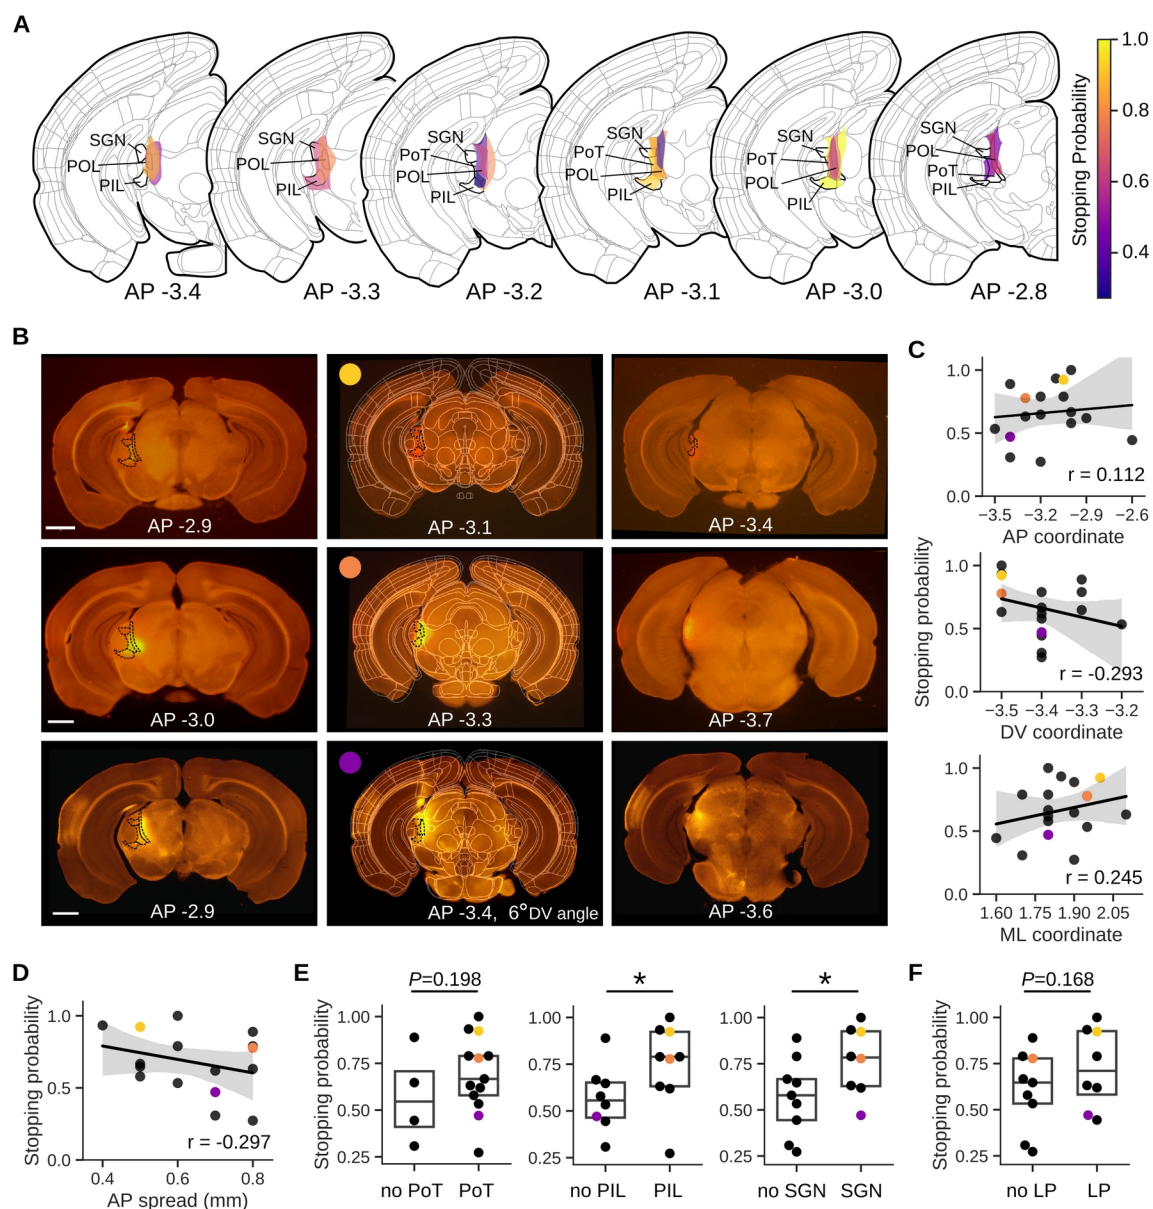 A
SGN
POL
PIL
AP -3.4
SGN
POL
PIL
AP -3.3
SGN
PoT
POL
PIL
AP -3.2
SGN
PoT
POL
PIL
AP -3.1
SGN
PoT
POL
PIL
AP -3.0
SGN
POL
PoT
PIL
AP -2.8
Stopping Probability
1.0
0.8
0.6
0.4
B
AP -2.9
AP -3.1
AP -3.4
AP -3.0
AP -3.3
AP -3.7
AP -2.9
AP -3.4, 6°DV angle
AP -3.6
C
Stopping probability
1.0
0.5
0.0
r = 0.112
−3.5 −3.2 −2.9 −2.6
AP coordinate
1.0
0.5
0.0
r = -0.293
−3.5 −3.4 −3.3 −3.2
DV coordinate
1.0
0.5
0.0
r = 0.245
1.60 1.75 1.90 2.05
ML coordinate
D
Stopping probability
1.0
0.5
0.0
r = -0.297
0.4 0.6 0.8
AP spread (mm)
E
Stopping probability
P=0.198
1.00
0.75
0.50
0.25
no PoT PoT
*
1.00
0.75
0.50
0.25
no PIL PIL
*
1.00
0.75
0.50
0.25
no SGN SGN
F
Stopping probability
P=0.168
1.00
0.75
0.50
0.25
no LP LP